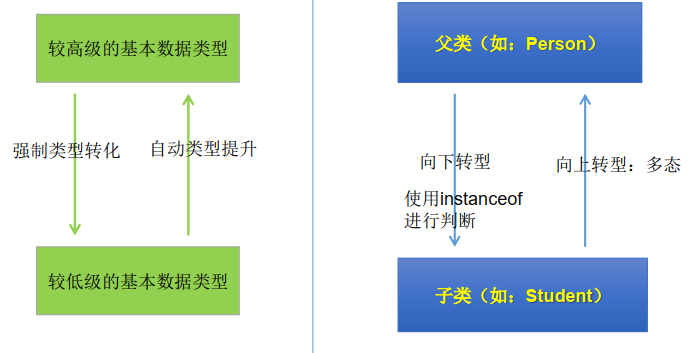 较高级的基本数据类型
强制类型转化
自动类型提升
较低级的基本数据类型
父类（如：Person）
向下转型
使用instanceof
进行判断
向上转型：多态
子类（如：Student）